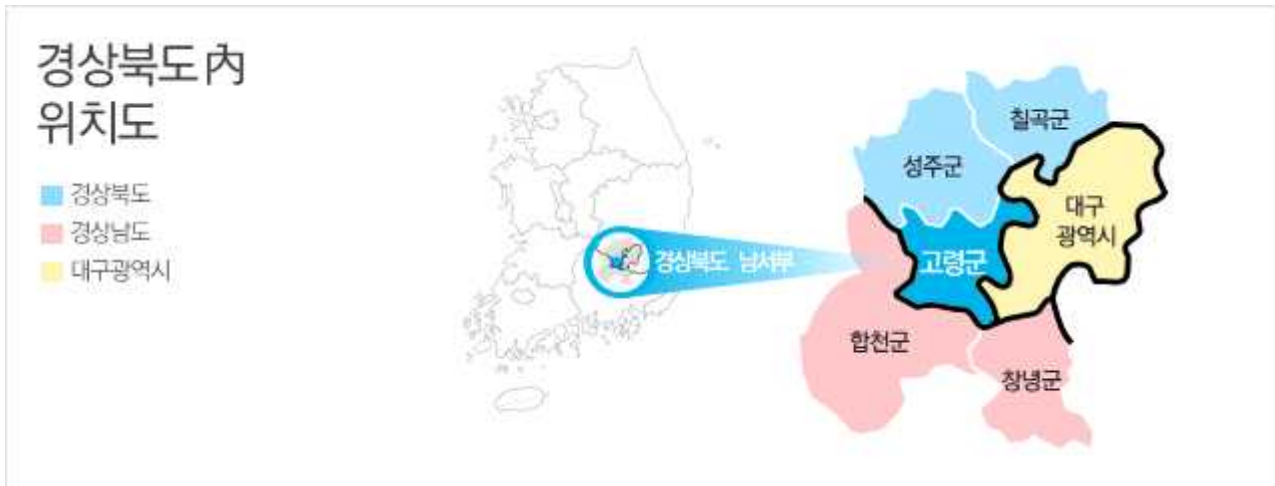 경상북도內
위치도
경상북도
경상남도
대구광역시
경상북도 남서부
칠곡군
성주군
대구
광역시
고령군
합천군
창녕군